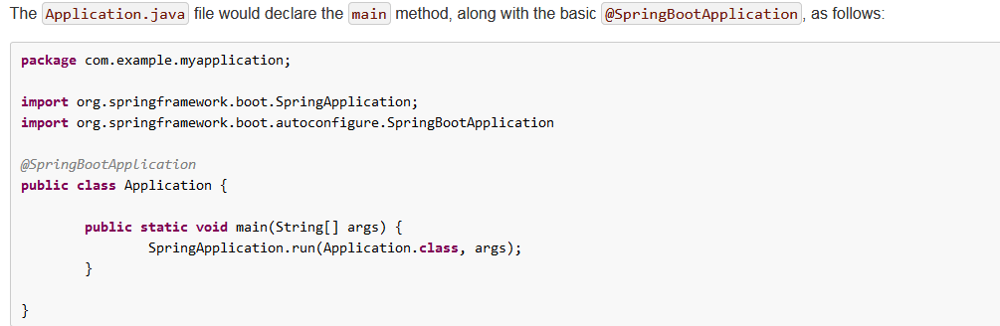 The Application.java file would declare the main method, along with the basic @SpringBootApplication, as follows:
package com.example.myapplication;
import org.springframework.boot.SpringApplication;
import org.springframework.boot.autoconfigure.SpringBootApplication
@SpringBootApplication
public class Application {
public static void main(String[] args) {
SpringApplication.run(Application.class, args);
}
}